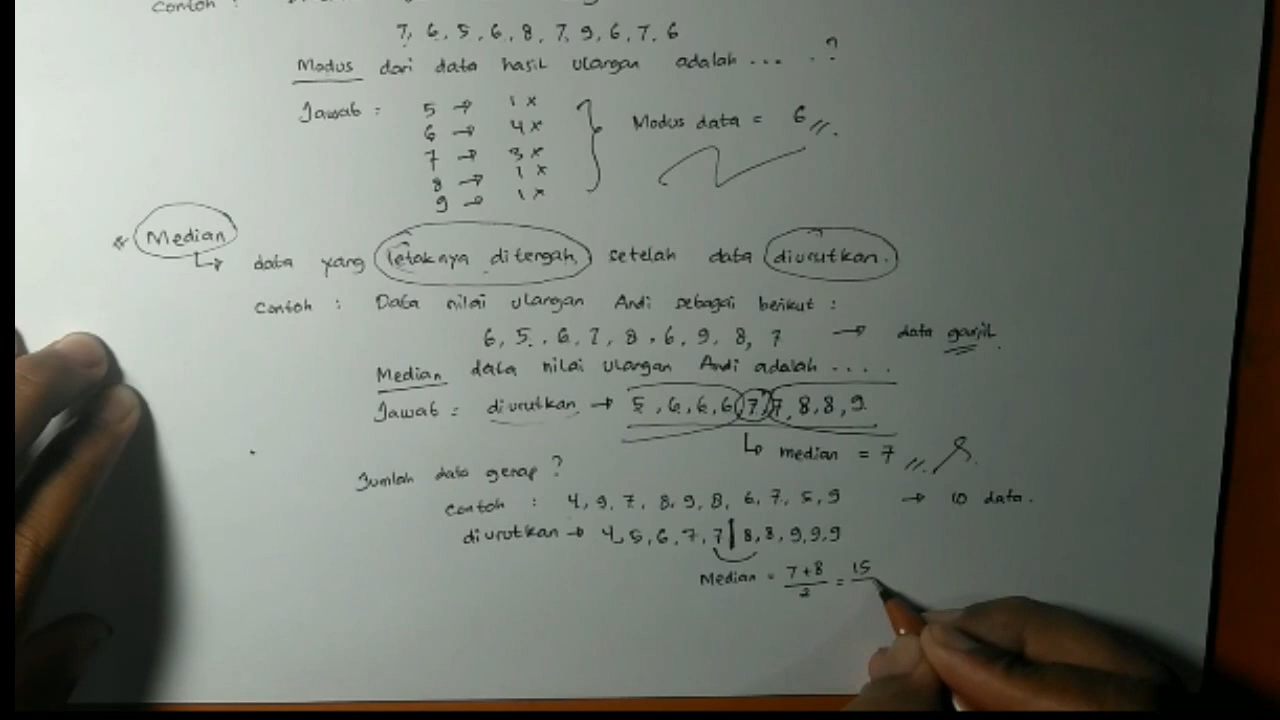 Contoh :
7, 6, 5, 6, 8, 7, 9, 6, 7, 6
Modus dari data hasil ulangan adalah ... . ?
Jawab : 5 → 1 x
6 → 4 x
7 → 3 x
8 → 1 x
9 → 1 x
Modus data = 6 //.
* Median
↳ data yang letaknya ditengah setelah data diurutkan.
Contoh : Data nilai ulangan Andi sebagai berikut :
6, 5, 6, 7, 8, 6, 9, 8, 7 → data ganjil.
Median data nilai ulangan Andi adalah ....
Jawab : diurutkan → 5, 6, 6, 6, 7, 7, 8, 8, 9
↳ median = 7 //
Jumlah data genap ?
Contoh : 4, 9, 7, 8, 9, 8, 6, 7, 5, 9 → 10 data.
diurutkan → 4, 5, 6, 7, 7 | 8, 8, 9, 9, 9
Median = 7+8/2 = 15